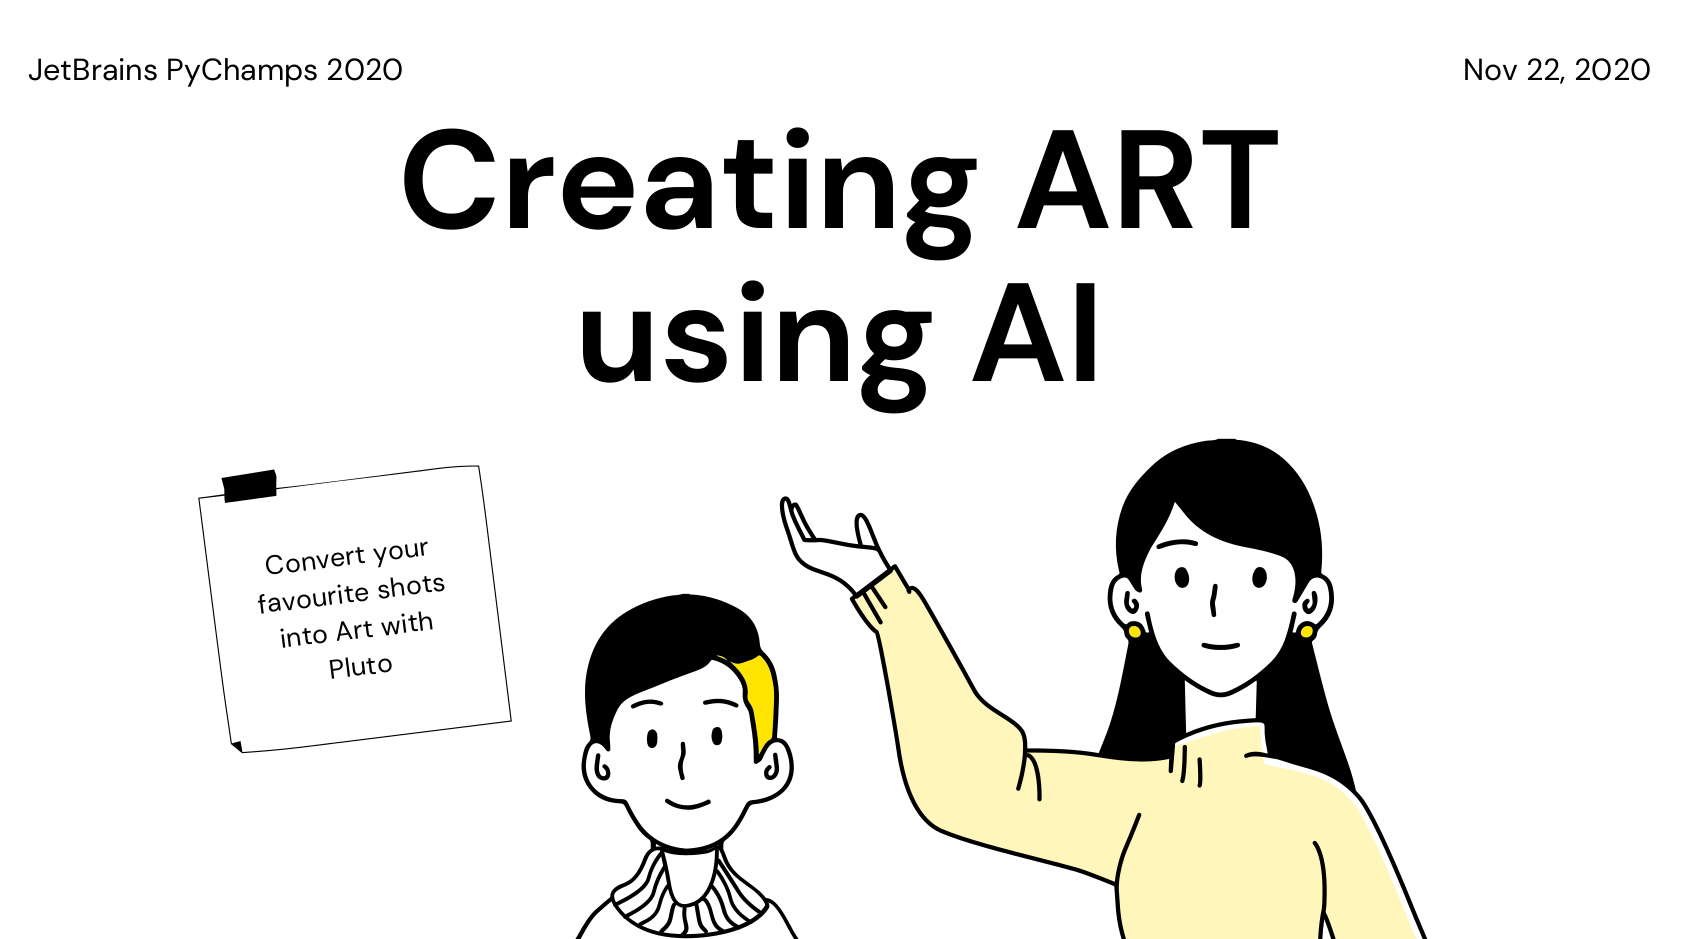 JetBrains PyChamps 2020
Nov 22, 2020
Creating ART
using AI
Convert your
favourite shots
into Art with
Pluto